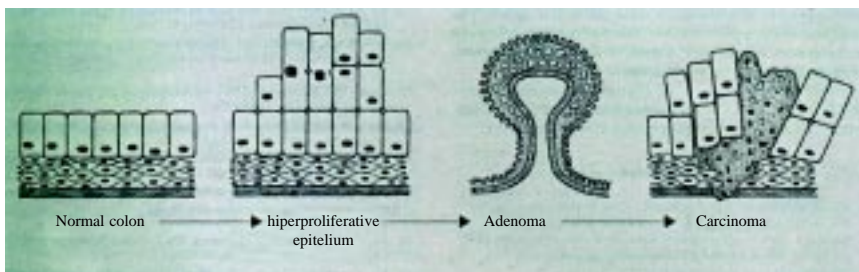 Normal colon
hiperproliferative
epitelium
Adenoma
Carcinoma